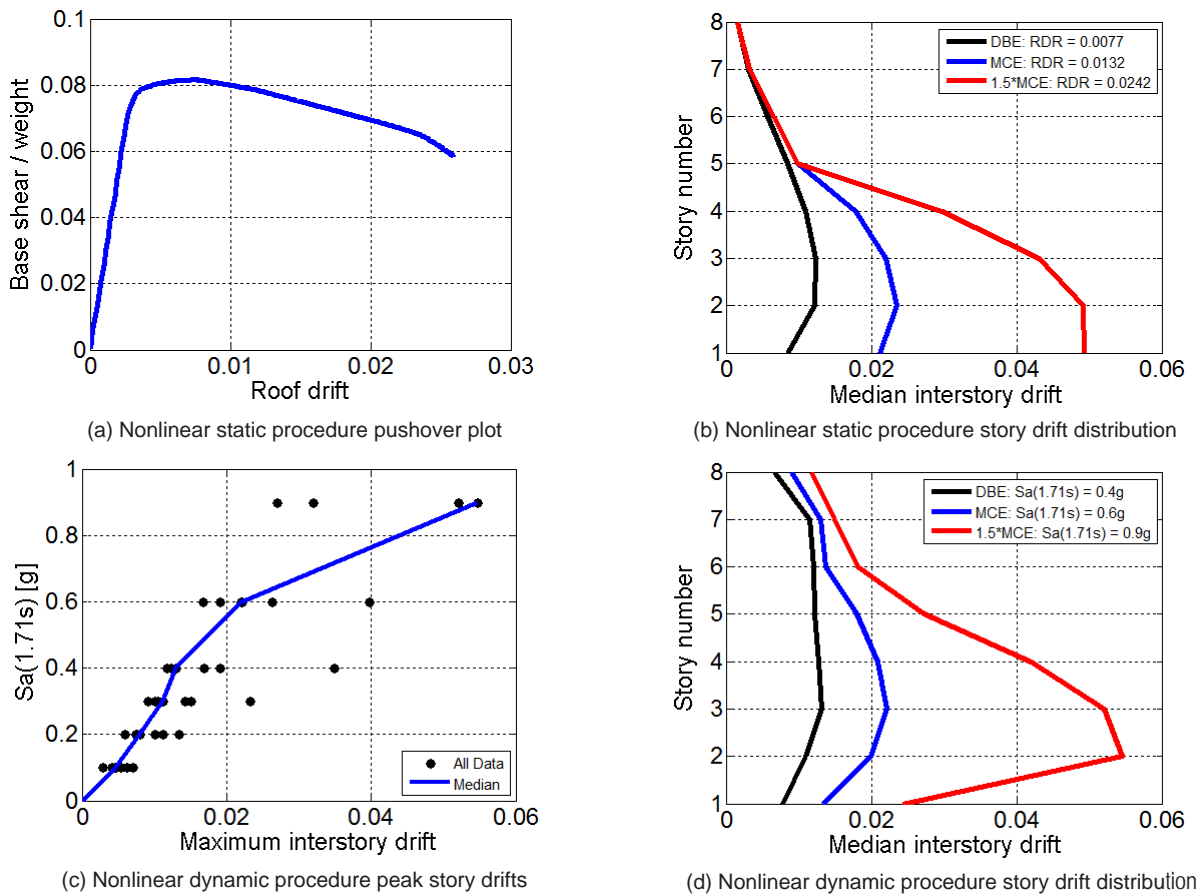 0.1
0.08
0.06
0.04
0.02
0
Base shear / weight
0
0.01
0.02
0.03
Roof drift
(a) Nonlinear static procedure pushover plot
8
7
6
5
4
3
2
1
Story number
DBE: RDR = 0.0077
MCE: RDR = 0.0132
1.5*MCE: RDR = 0.0242
0
0.02
0.04
0.06
Median interstory drift
(b) Nonlinear static procedure story drift distribution
1
0.8
0.6
0.4
0.2
0
Sa(1.71s) [g]
All Data
Median
0
0.02
0.04
0.06
Maximum interstory drift
(c) Nonlinear dynamic procedure peak story drifts
8
7
6
5
4
3
2
1
Story number
DBE: Sa(1.71s) = 0.4g
MCE: Sa(1.71s) = 0.6g
1.5*MCE: Sa(1.71s) = 0.9g
0
0.02
0.04
0.06
Median interstory drift
(d) Nonlinear dynamic procedure story drift distribution